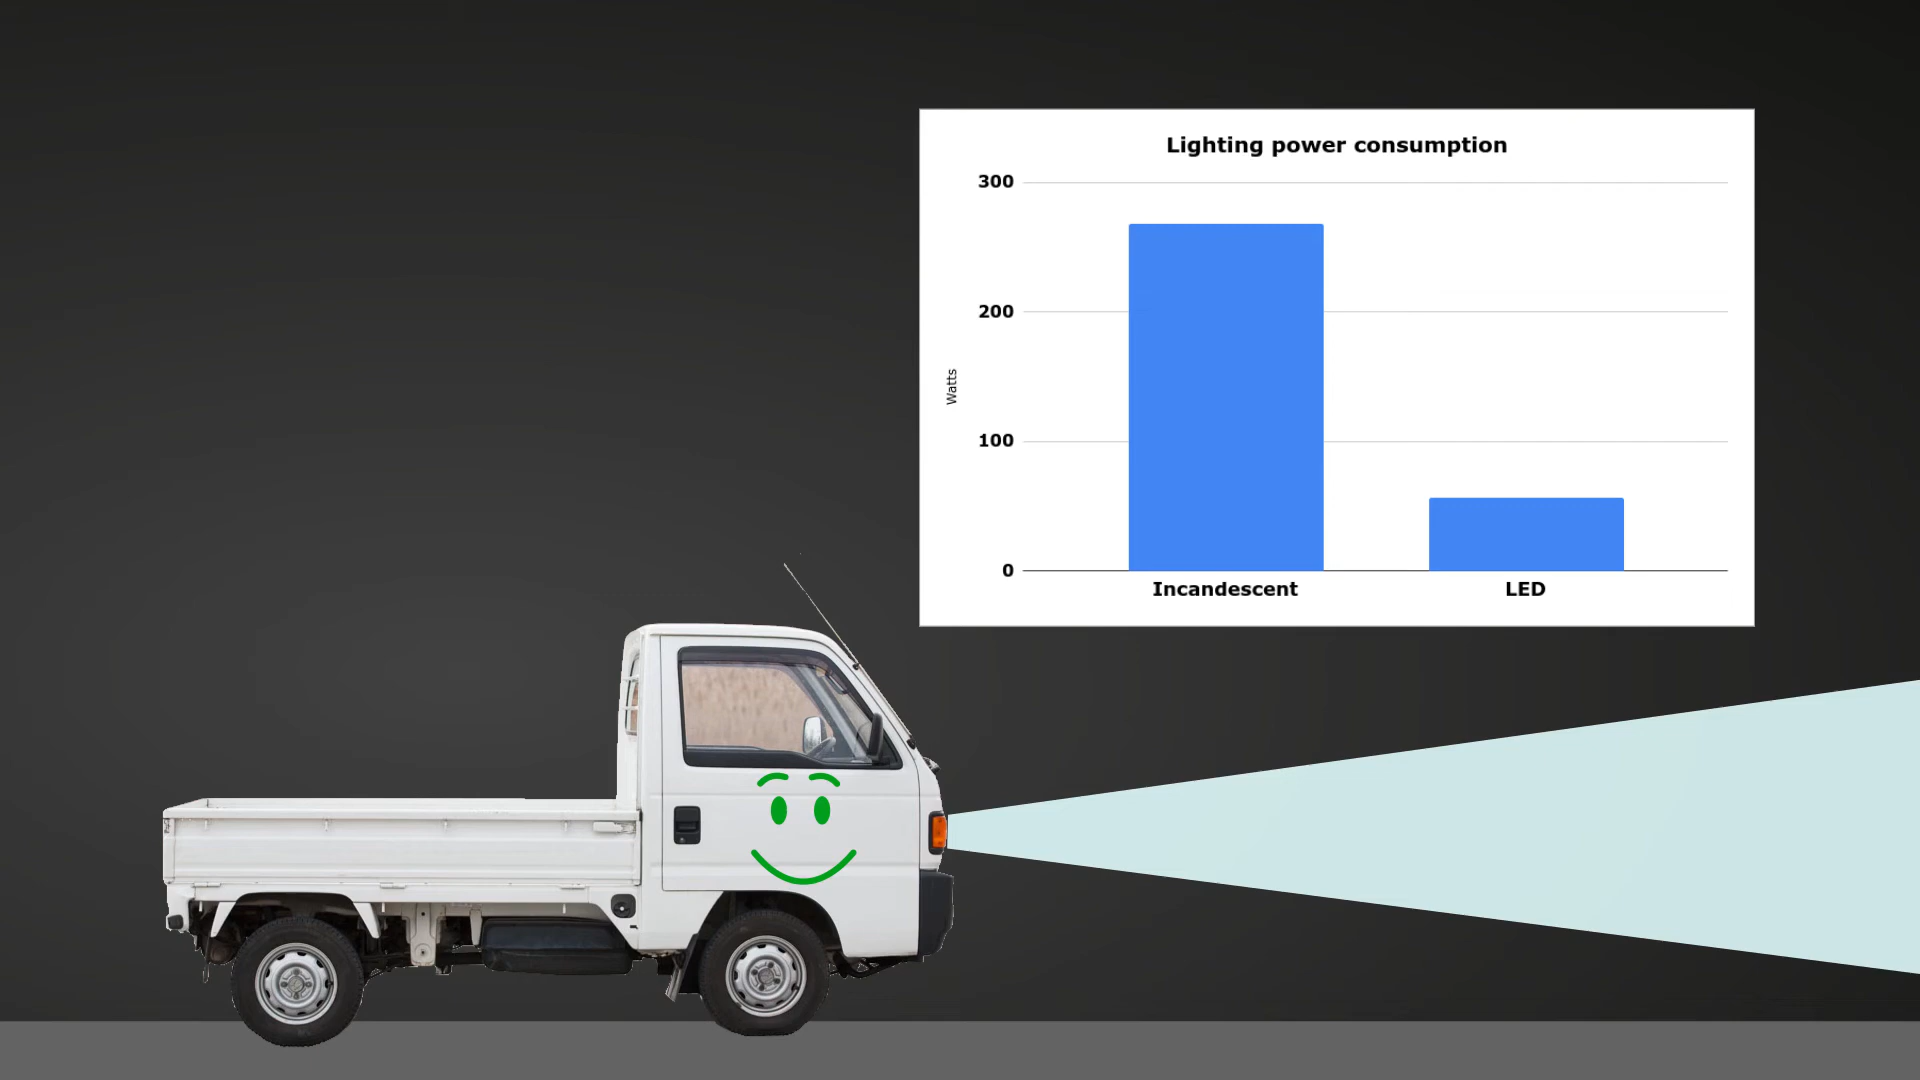 Lighting power consumption
300
200
Watts
100
0
Incandescent
LED